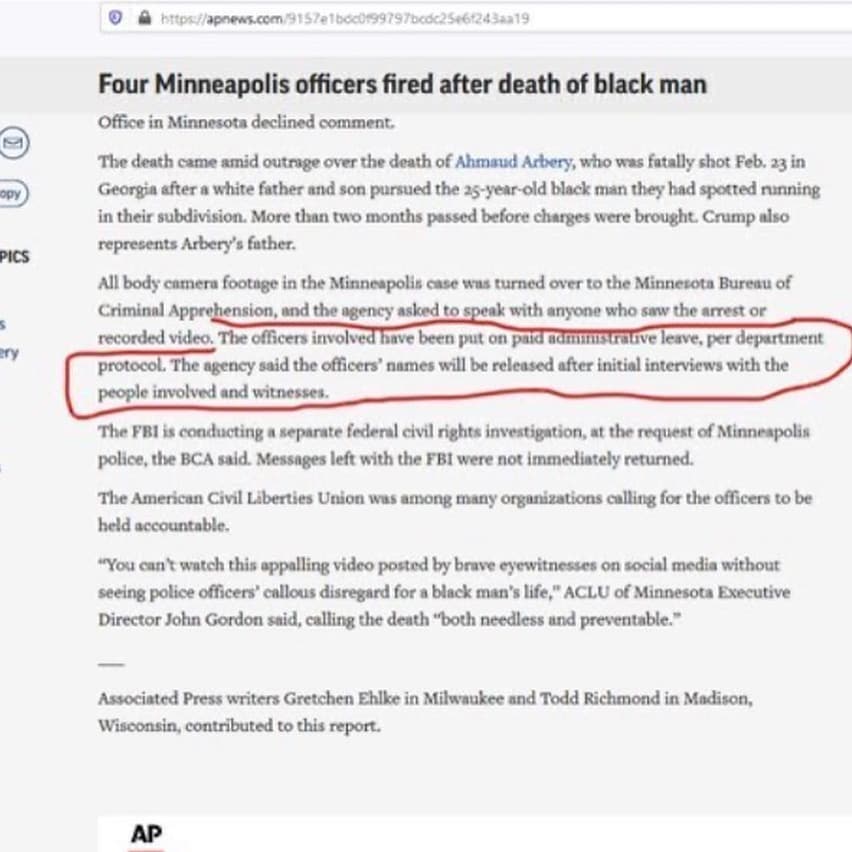 https://apnews.com/9157e1bdc0f99797bcdc25e6f243aa19
Four Minneapolis officers fired after death of black man
Office in Minnesota declined comment.
The death came amid outrage over the death of Ahmaud Arbery, who was fatally shot Feb. 23 in
Georgia after a white father and son pursued the 25-year-old black man they had spotted running
in their subdivision. More than two months passed before charges were brought. Crump also
represents Arbery's father.
opy
PICS
s
ery
All body camera footage in the Minneapolis case was turned over to the Minnesota Bureau of
Criminal Apprehension, and the agency asked to speak with anyone who saw the arrest or
recorded video. The officers involved have been put on paid administrative leave, per department
protocol. The agency said the officers' names will be released after initial interviews with the
people involved and witnesses.
The FBI is conducting a separate federal civil rights investigation, at the request of Minneapolis
police, the BCA said. Messages left with the FBI were not immediately returned.
The American Civil Liberties Union was among many organizations calling for the officers to be
held accountable.
"You can't watch this appalling video posted by brave eyewitnesses on social media without
seeing police officers' callous disregard for a black man's life," ACLU of Minnesota Executive
Director John Gordon said, calling the death "both needless and preventable."
Associated Press writers Gretchen Ehlke in Milwaukee and Todd Richmond in Madison,
Wisconsin, contributed to this report.
AP